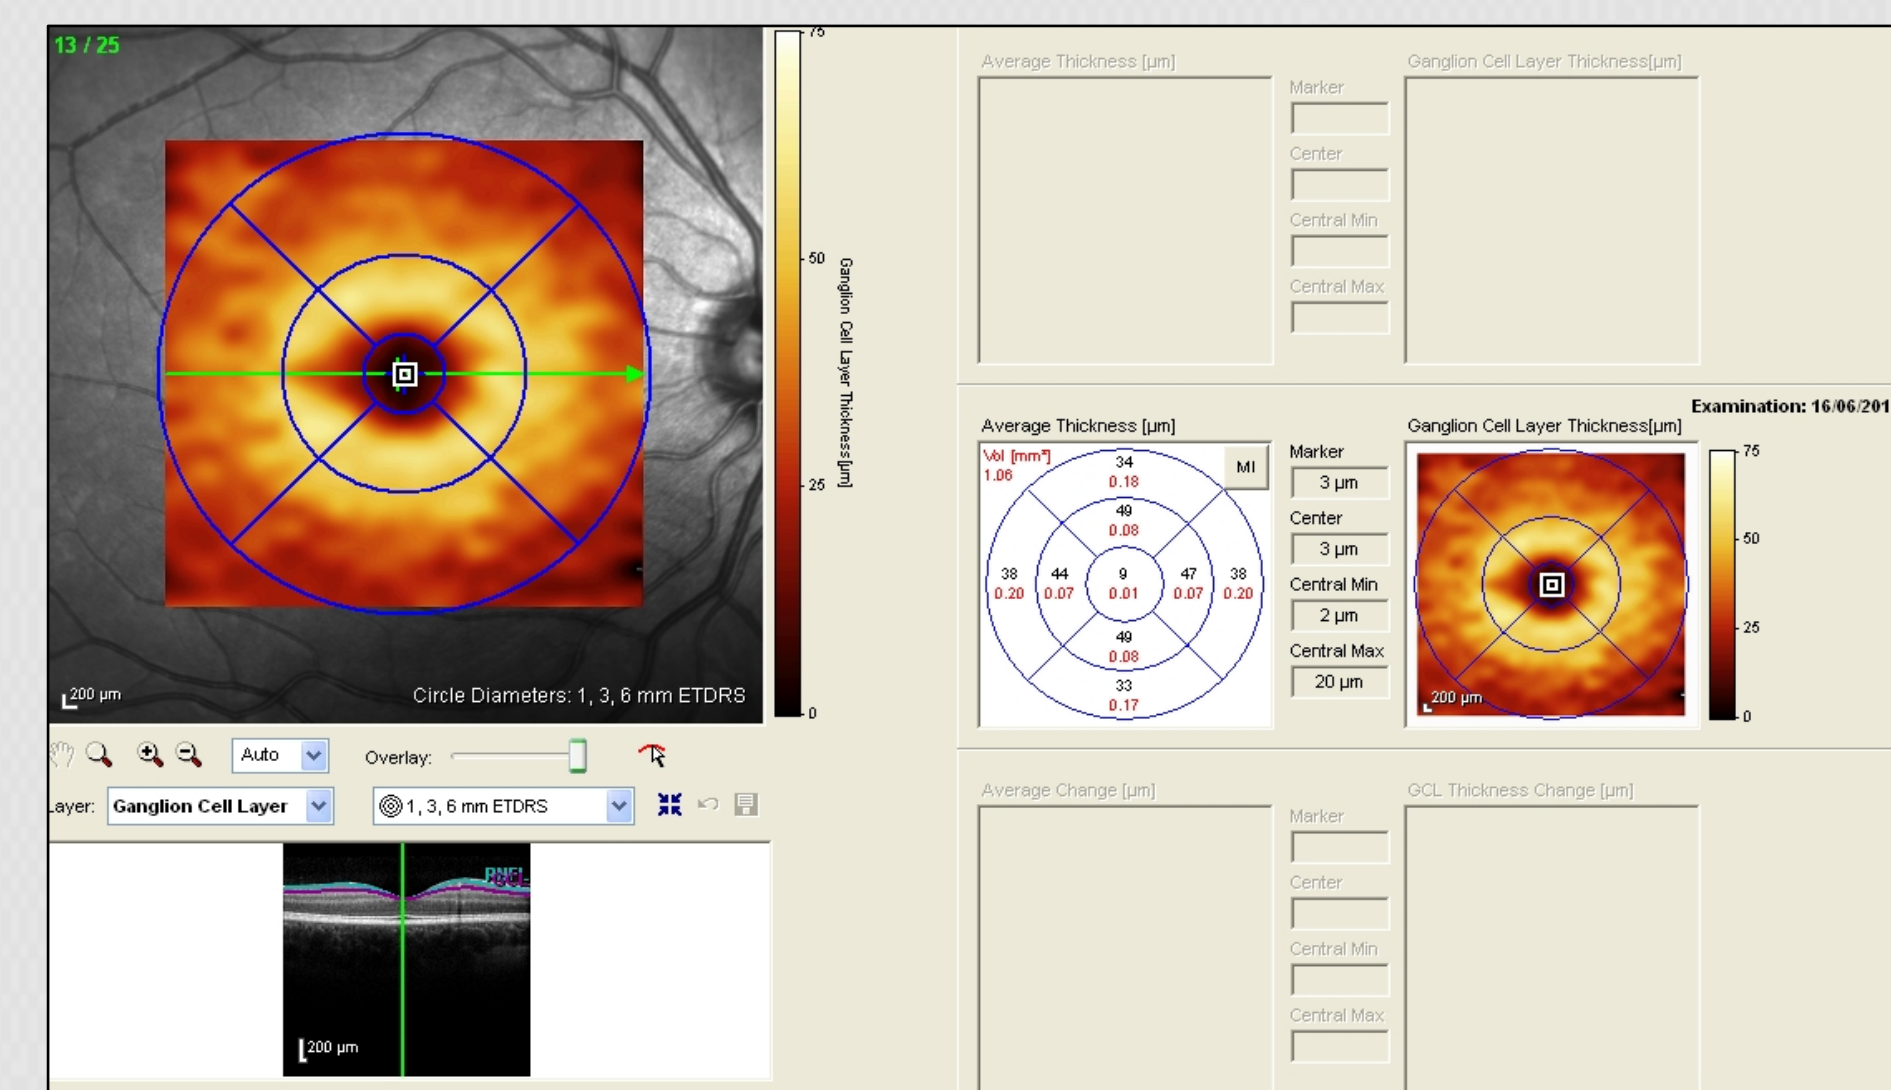 13 / 25
75
50
25
0
Ganglion Cell Layer Thickness [µm]
200 µm
Circle Diameters: 1, 3, 6 mm ETDRS
Auto
Overlay:
Layer:
Ganglion Cell Layer
1, 3, 6 mm ETDRS
RNFL
GCL
200 µm
Average Thickness [µm]
Marker
Center
Central Min
Central Max
Ganglion Cell Layer Thickness[µm]
Examination: 16/06/201
Average Thickness [µm]
Vol [mm³]
1.06
MI
34
0.18
49
0.08
38
0.20
44
0.07
9
0.01
47
0.07
38
0.20
49
0.08
33
0.17
Marker
3 µm
Center
3 µm
Central Min
2 µm
Central Max
20 µm
Ganglion Cell Layer Thickness[µm]
200 µm
75
50
25
0
Average Change [µm]
Marker
Center
Central Min
Central Max
GCL Thickness Change [µm]